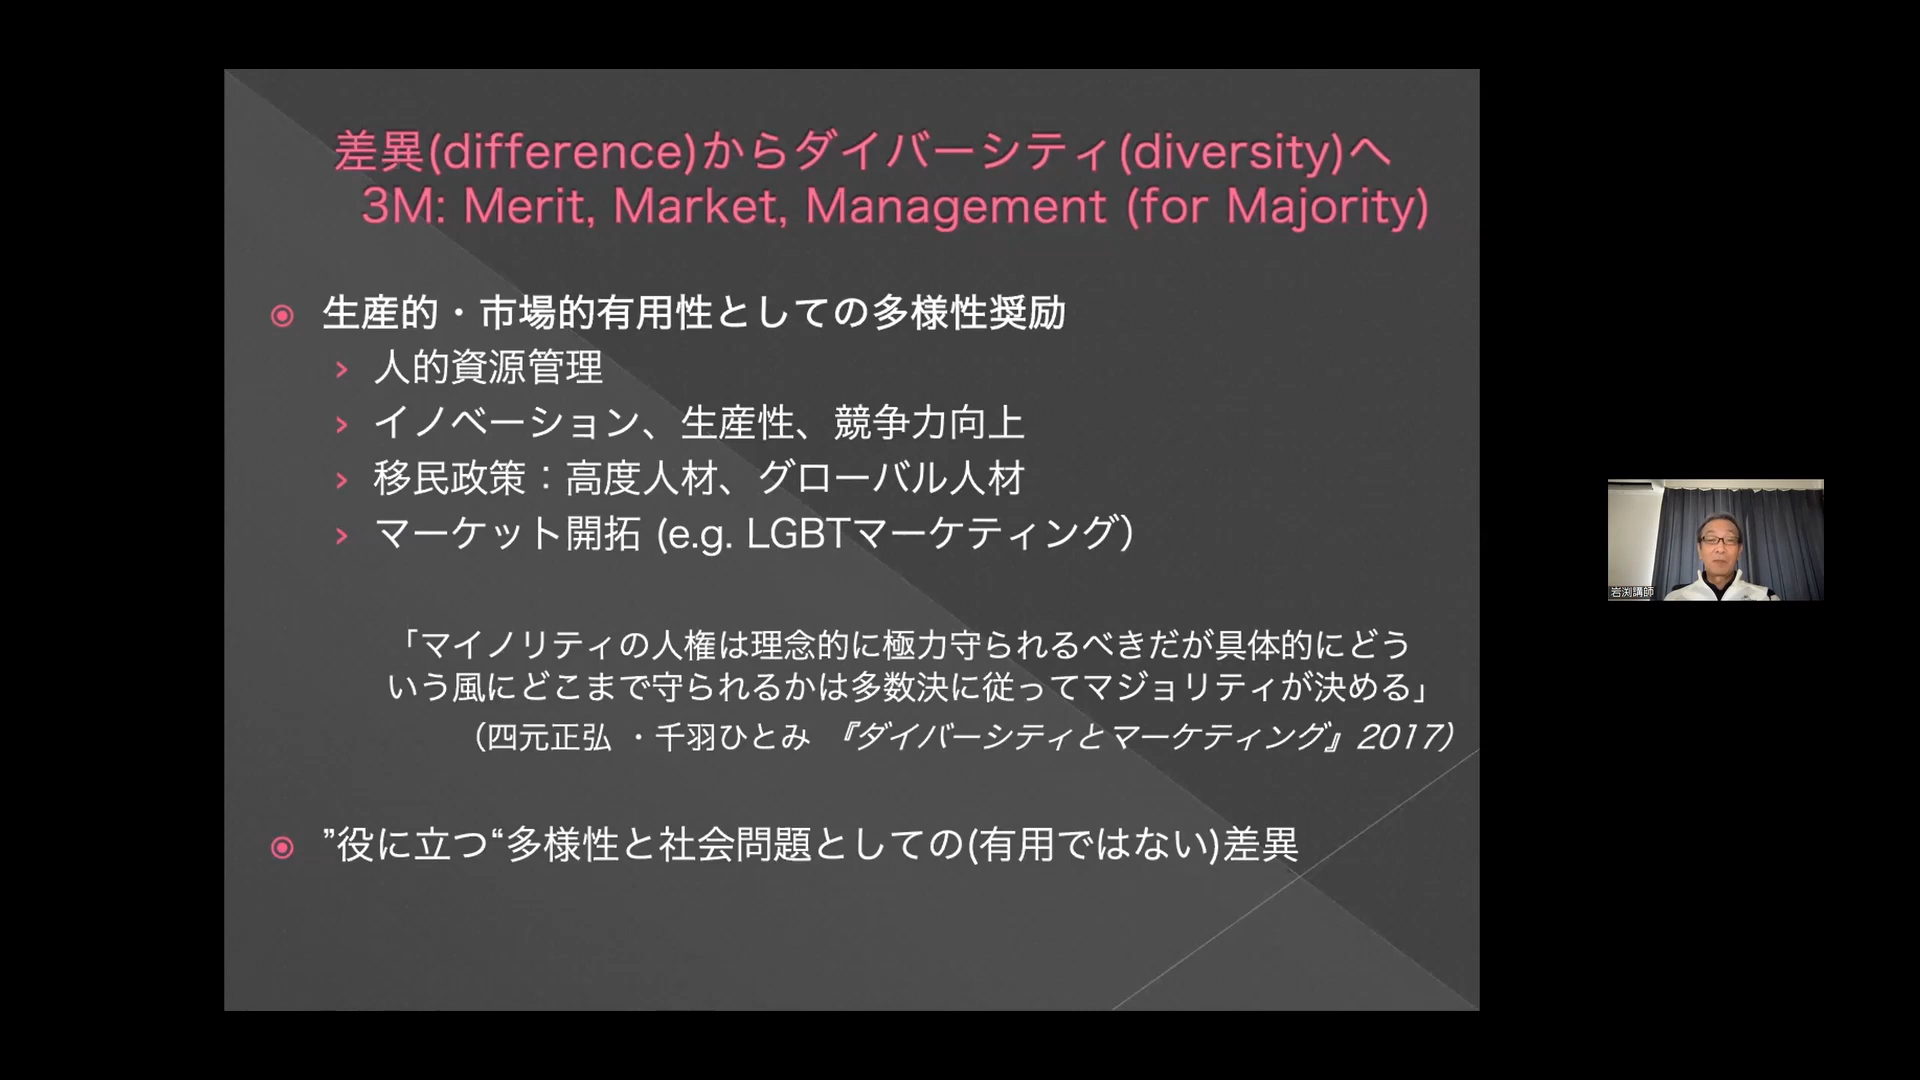 差異(difference)からダイバーシティ(diversity)へ
3M: Merit, Market, Management (for Majority)
生産的・市場的有用性としての多様性奨励
人的資源管理
イノベーション、生産性、競争力向上
移民政策：高度人材、グローバル人材
マーケット開拓 (e.g. LGBTマーケティング）
「マイノリティの人権は理念的に極力守られるべきだが具体的にどう
いう風にどこまで守られるかは多数決に従ってマジョリティが決める」
（四元正弘 ・千羽ひとみ 『ダイバーシティとマーケティング』2017）
”役に立つ“多様性と社会問題としての(有用ではない)差異
岩渕講師